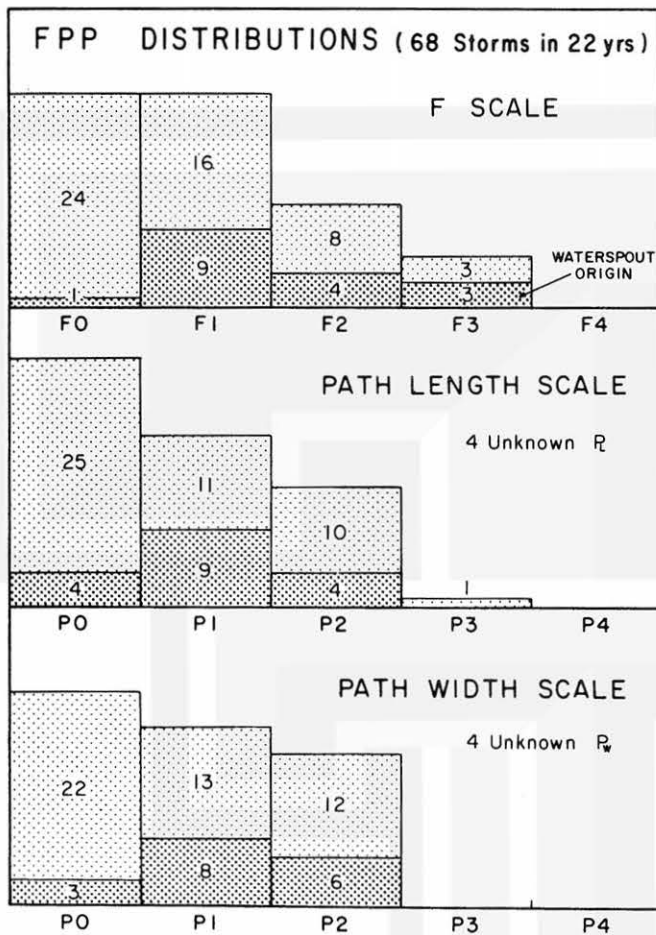 FPP DISTRIBUTIONS (68 Storms in 22 yrs)
F SCALE
24
16
8
3
WATERSPOUT
ORIGIN
1
9
4
3
F0 F1 F2 F3 F4
PATH LENGTH SCALE
4 Unknown PL
25
11
10
1
4
9
4
P0 P1 P2 P3 P4
PATH WIDTH SCALE
4 Unknown Pw
22
13
12
3
8
6
P0 P1 P2 P3 P4